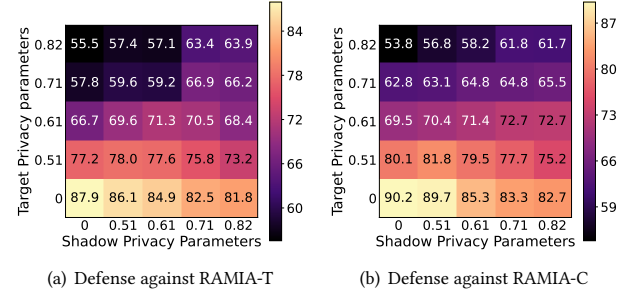 Target Privacy parameters
0.82 55.5 57.4 57.1 63.4 63.9
0.71 57.8 59.6 59.2 66.9 66.2
0.61 66.7 69.6 71.3 70.5 68.4
0.51 77.2 78.0 77.6 75.8 73.2
0 87.9 86.1 84.9 82.5 81.8
0 0.51 0.61 0.71 0.82
Shadow Privacy Parameters
84
78
72
66
60
(a) Defense against RAMIA-T
Target Privacy parameters
0.82 53.8 56.8 58.2 61.8 61.7
0.71 62.8 63.1 64.8 64.8 65.5
0.61 69.5 70.4 71.4 72.7 72.7
0.51 80.1 81.8 79.5 77.7 75.2
0 90.2 89.7 85.3 83.3 82.7
0 0.51 0.61 0.71 0.82
Shadow Privacy Parameters
87
80
73
66
59
(b) Defense against RAMIA-C